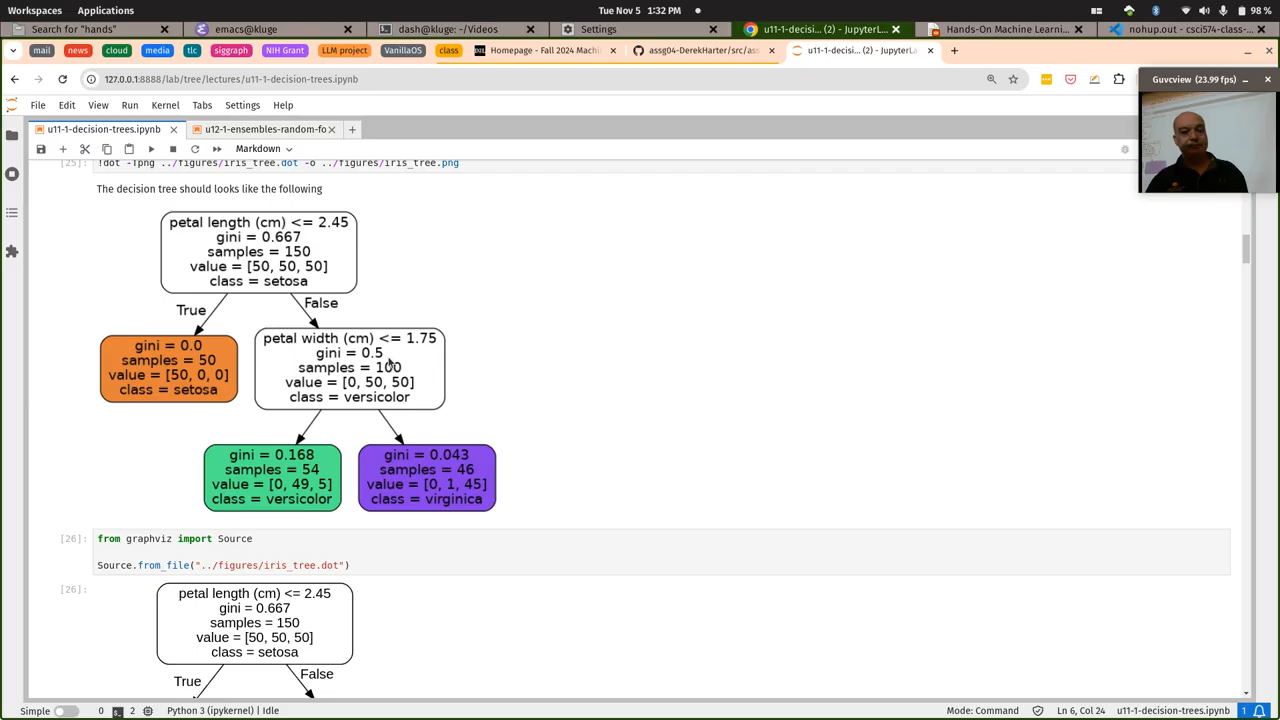 Workspaces
Applications
Tue Nov 5 1:32 PM
98 %
Search for "hands"
emacs@kluge
dash@kluge: ~/Videos
Settings
u11-1-decisi... (2) - JupyterL...
Hands-On Machine Learnin...
nohup.out - csci574-class-...
mail
news
cloud
media
tlc
siggraph
NIH Grant
LLM project
VanillaOS
class
Homepage - Fall 2024 Machin
assg04-DerekHarter/src/ass
u11-1-decisi... (2) - JupyterL
127.0.0.1:8888/lab/tree/lectures/u11-1-decision-trees.ipynb
Guvcview (23.99 fps)
File
Edit
View
Run
Kernel
Tabs
Settings
Help
u11-1-decision-trees.ipynb
u12-1-ensembles-random-fo
Markdown
[25]:
!dot -Tpng ../figures/iris_tree.dot -o ../figures/iris_tree.png
The decision tree should looks like the following
petal length (cm) <= 2.45
gini = 0.667
samples = 150
value = [50, 50, 50]
class = setosa
True
False
gini = 0.0
samples = 50
value = [50, 0, 0]
class = setosa
petal width (cm) <= 1.75
gini = 0.5
samples = 100
value = [0, 50, 50]
class = versicolor
gini = 0.168
samples = 54
value = [0, 49, 5]
class = versicolor
gini = 0.043
samples = 46
value = [0, 1, 45]
class = virginica
[26]:
from graphviz import Source
Source.from_file("../figures/iris_tree.dot")
[26]:
petal length (cm) <= 2.45
gini = 0.667
samples = 150
value = [50, 50, 50]
class = setosa
True
False
Simple
0
2
Python 3 (ipykernel) | Idle
Mode: Command
Ln 6, Col 24
u11-1-decision-trees.ipynb
1